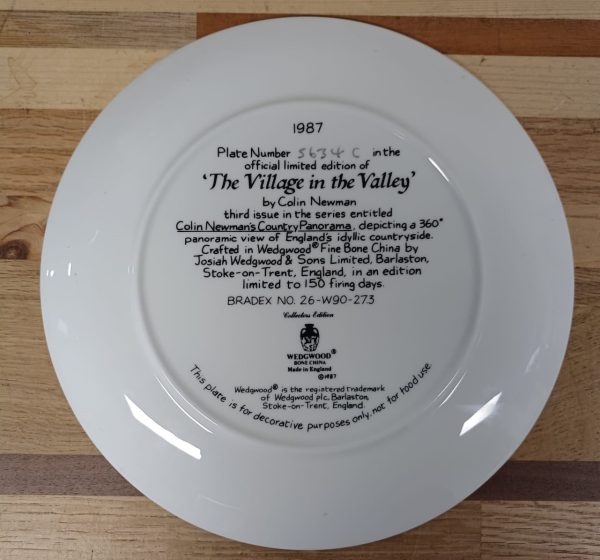 1987
Plate Number 5634 C in the
official limited edition of
'The Village in the Valley'
by Colin Newman
third issue in the series entitled
Colin Newman's Country Panorama, depicting a 360°
panoramic view of England's idyllic countryside.
Crafted in Wedgwood® Fine Bone China by
Josiah Wedgwood & Sons Limited, Barlaston,
Stoke-on-Trent, England, in an edition
limited to 150 firing days.
BRADEX NO. 26-W90-27.3
Collectors Edition
WEDGWOOD®
BONE CHINA
Made in England
©1987
Wedgwood® is the registered trademark
of Wedgwood plc, Barlaston,
Stoke-on-Trent, England.
This plate is for decorative purposes only, not for food use